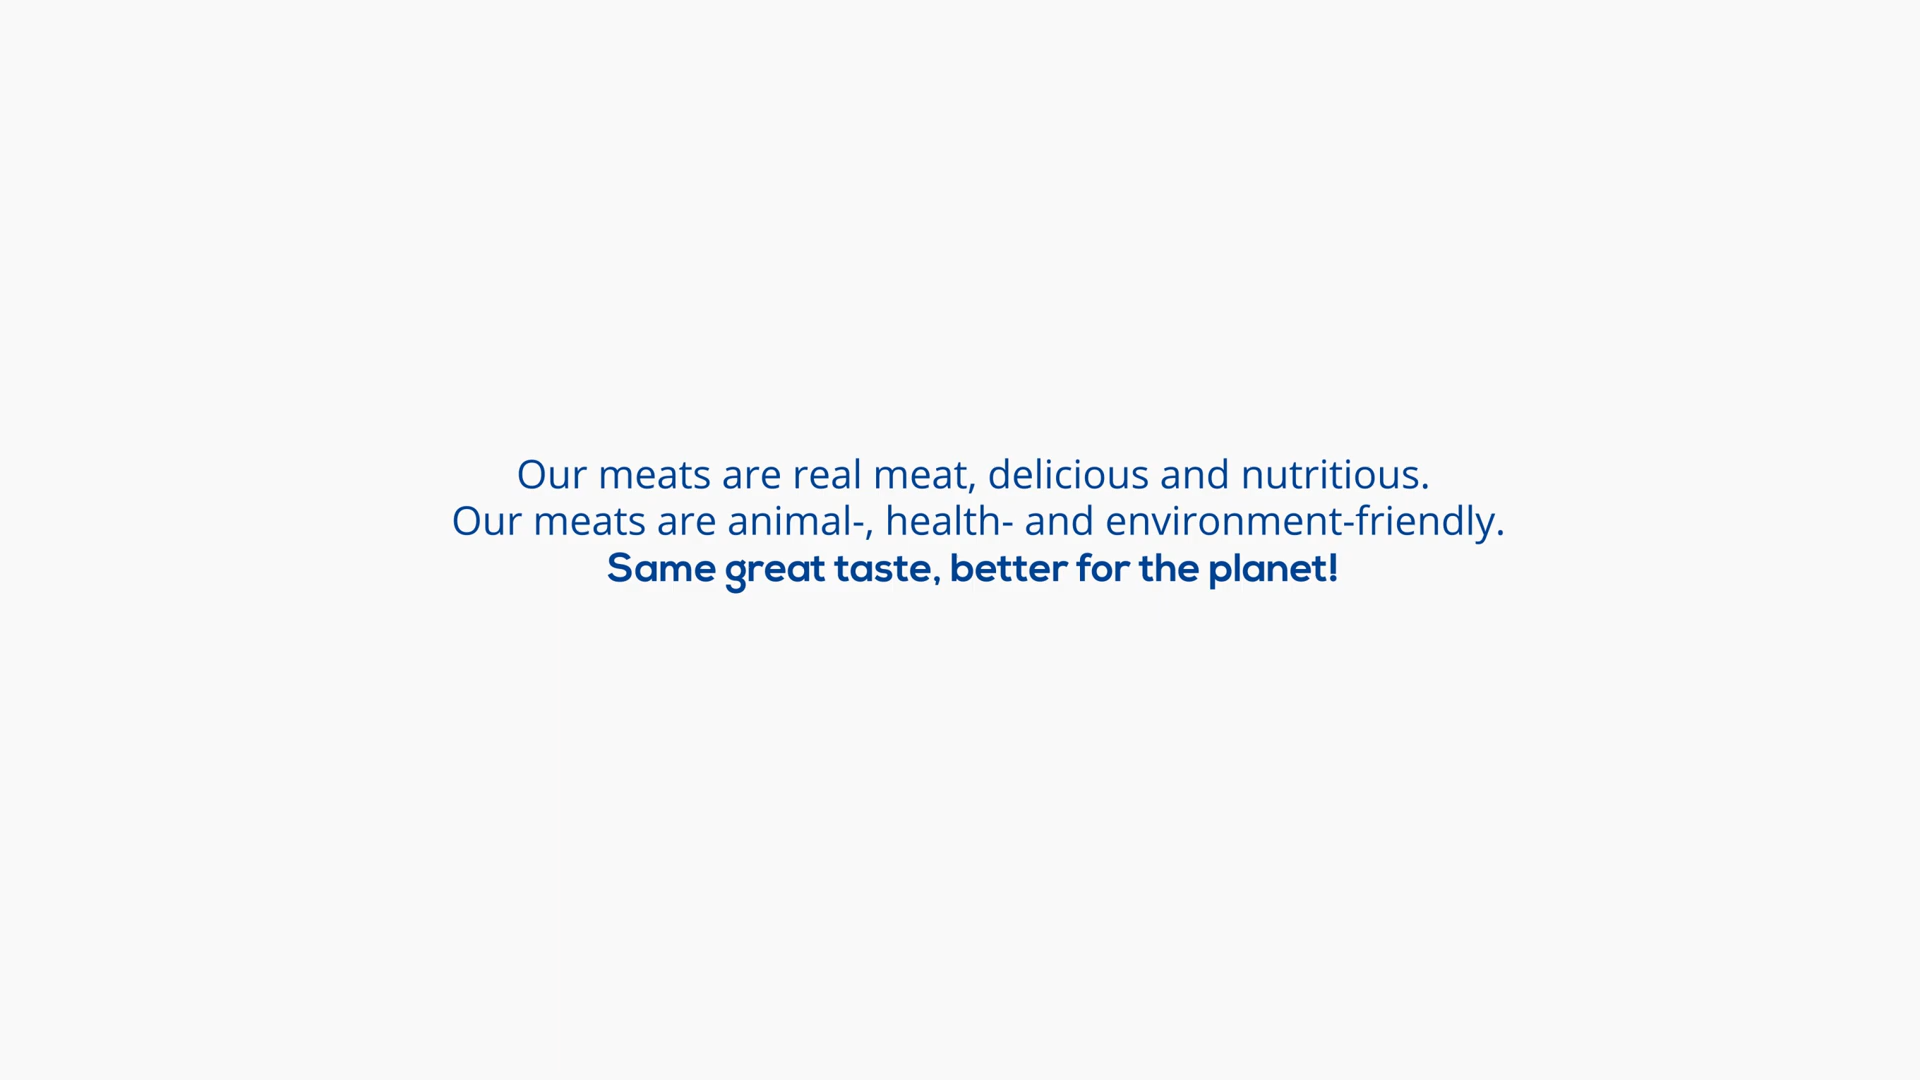 Our meats are real meat, delicious and nutritious.
Our meats are animal-, health- and environment-friendly.
Same great taste, better for the planet!